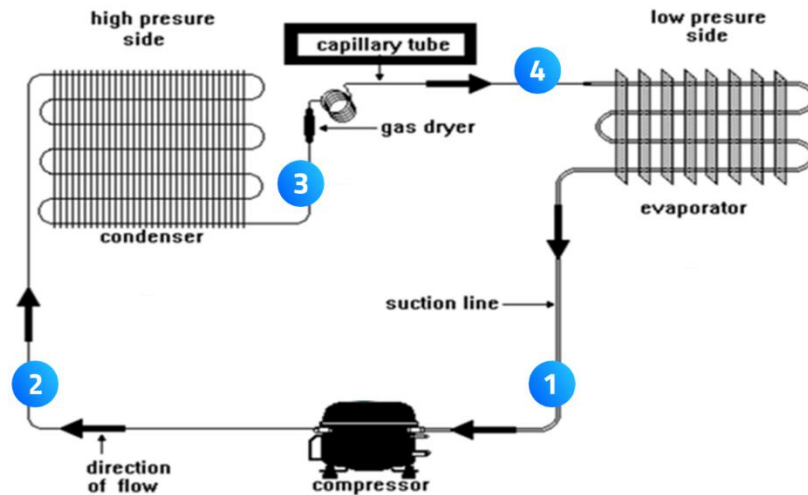 high presure
side
capillary tube
low presure
side
4
gas dryer
3
condenser
evaporator
suction line
2
1
direction
of flow
compressor